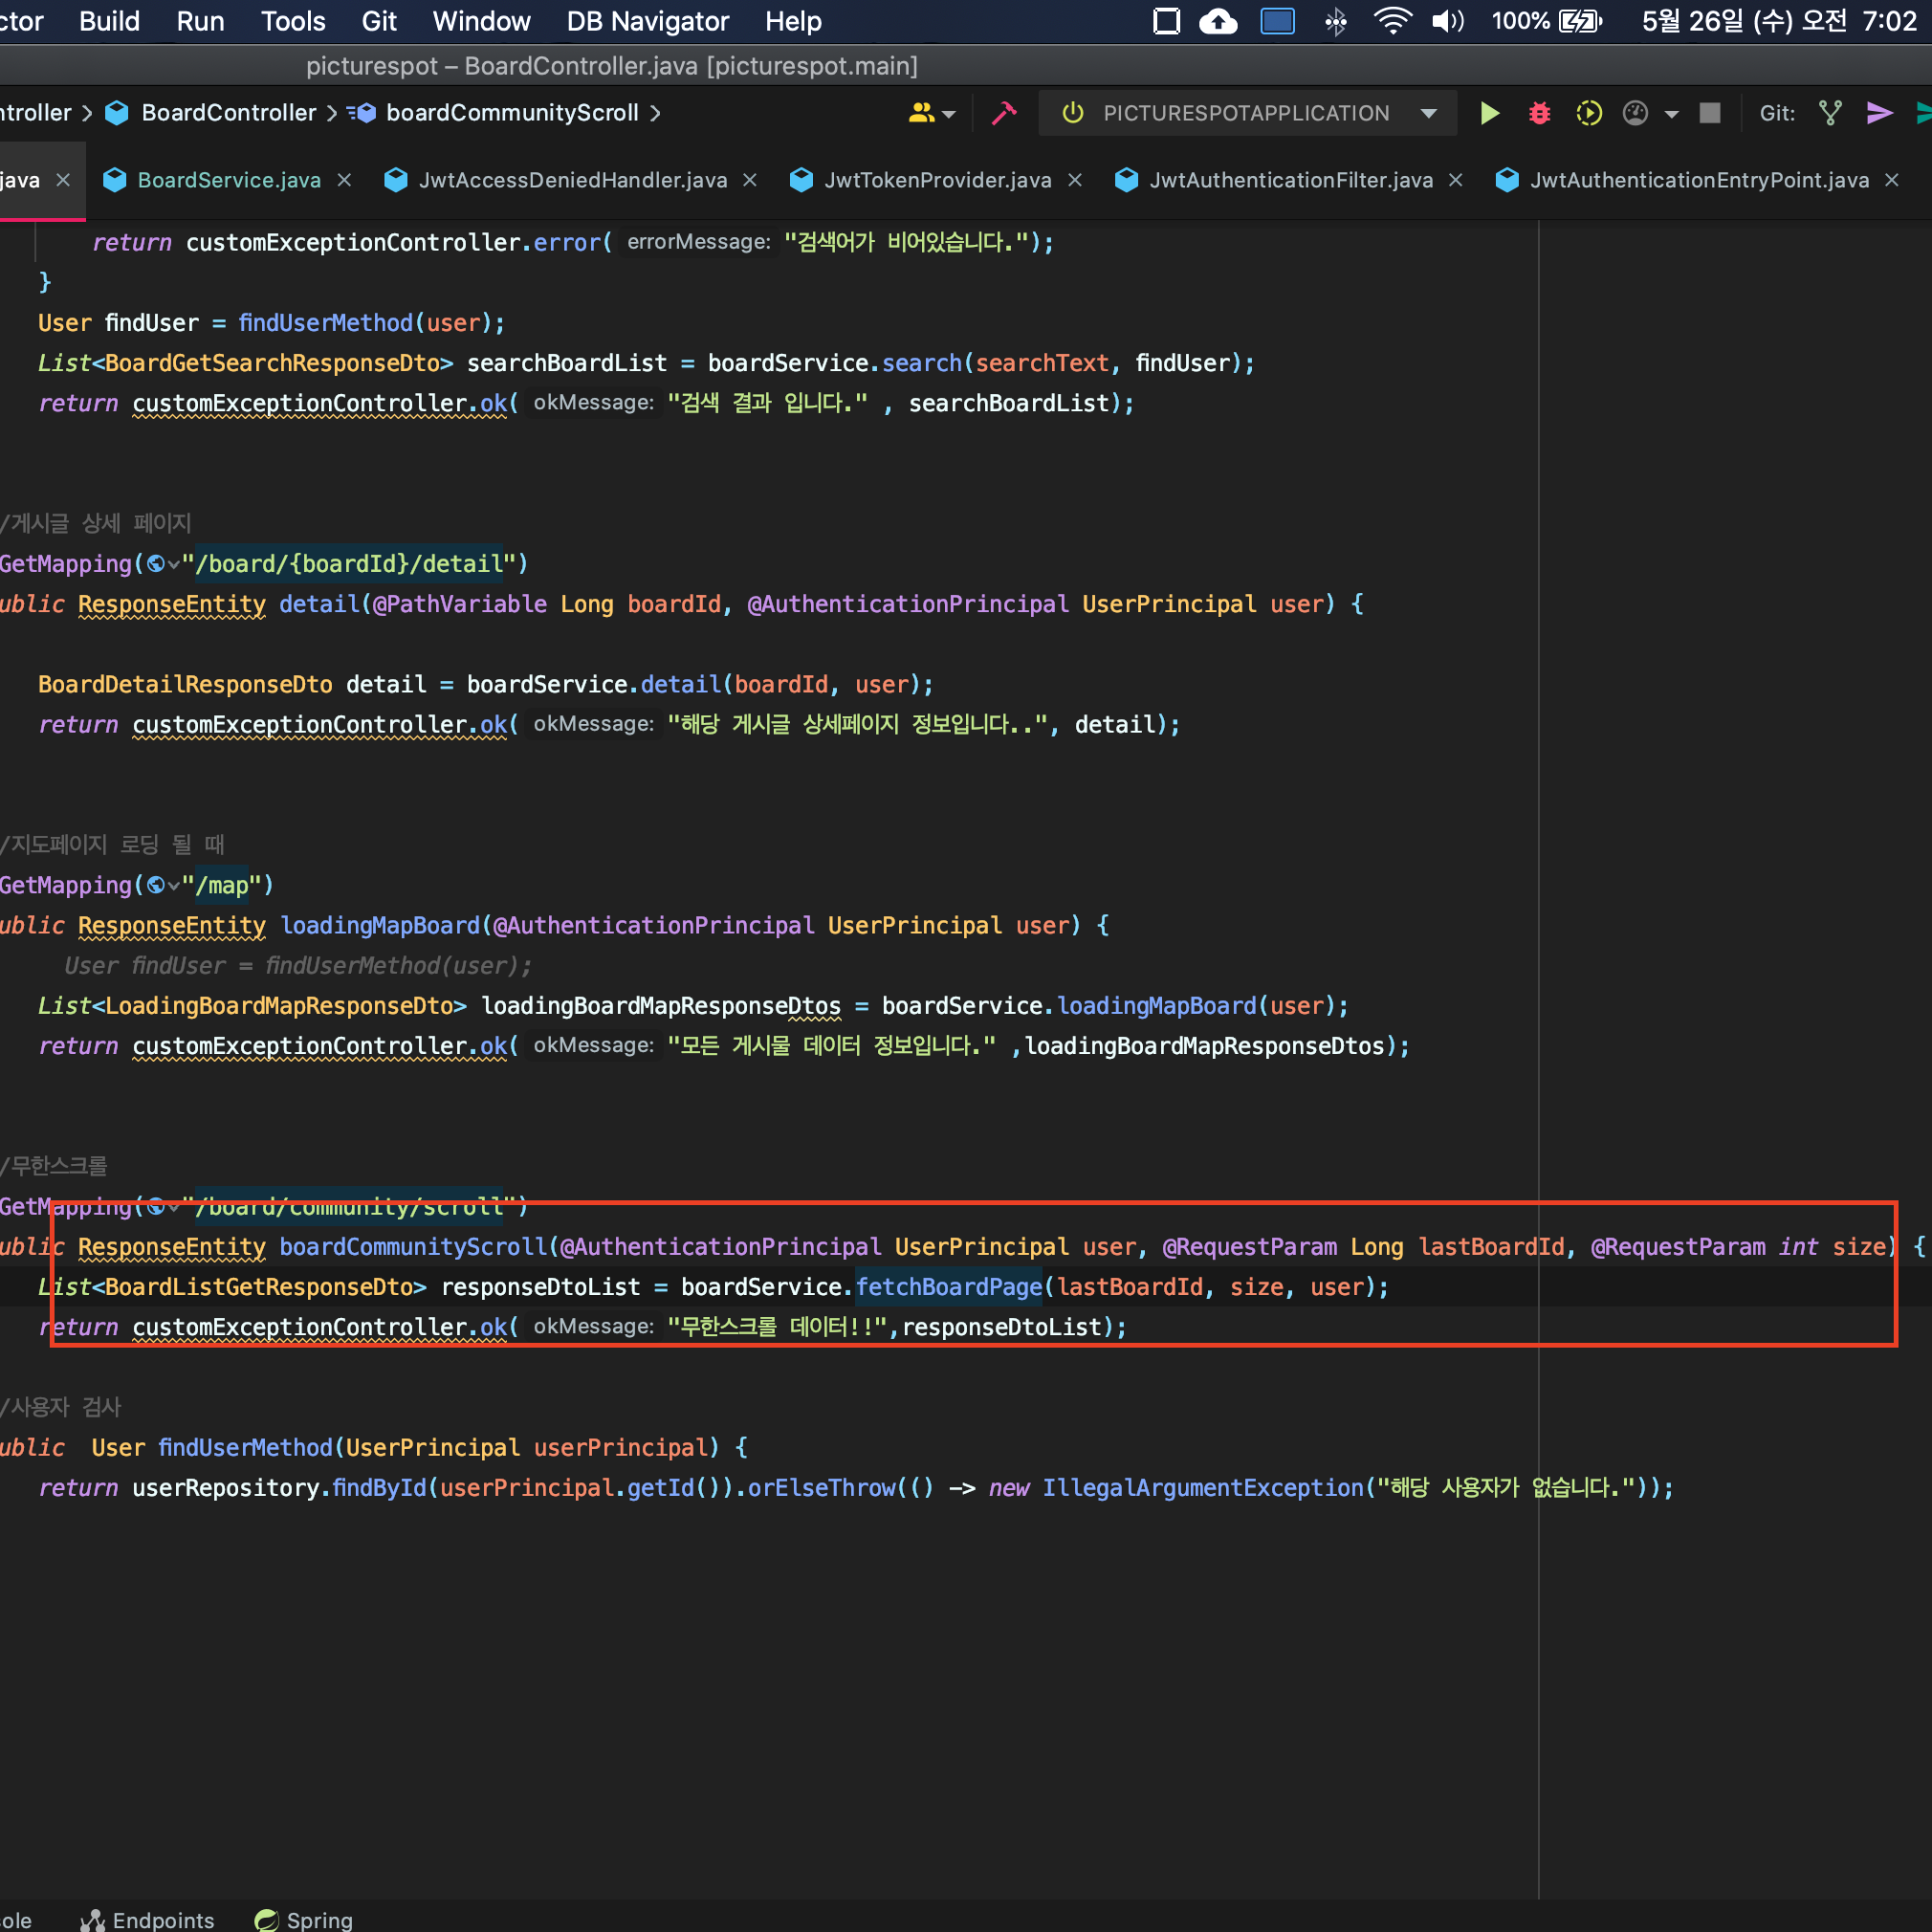 ctor Build Run Tools Git Window DB Navigator Help 100% 5월 26일 (수) 오전 7:02
picturespot – BoardController.java [picturespot.main]
ntroller BoardController boardCommunityScroll PICTURESPOTAPPLICATION Git:
java BoardService.java JwtAccessDeniedHandler.java JwtTokenProvider.java JwtAuthenticationFilter.java JwtAuthenticationEntryPoint.java
return customExceptionController.error( errorMessage: "검색어가 비어있습니다.");
}
User findUser = findUserMethod(user);
List<BoardGetSearchResponseDto> searchBoardList = boardService.search(searchText, findUser);
return customExceptionController.ok( okMessage: "검색 결과 입니다." , searchBoardList);
/게시글 상세 페이지
GetMapping("/board/{boardId}/detail")
ublic ResponseEntity detail(@PathVariable Long boardId, @AuthenticationPrincipal UserPrincipal user) {
BoardDetailResponseDto detail = boardService.detail(boardId, user);
return customExceptionController.ok( okMessage: "해당 게시글 상세페이지 정보입니다..", detail);
/지도페이지 로딩 될 때
GetMapping("/map")
ublic ResponseEntity loadingMapBoard(@AuthenticationPrincipal UserPrincipal user) {
User findUser = findUserMethod(user);
List<LoadingBoardMapResponseDto> loadingBoardMapResponseDtos = boardService.loadingMapBoard(user);
return customExceptionController.ok( okMessage: "모든 게시물 데이터 정보입니다." ,loadingBoardMapResponseDtos);
/무한스크롤
GetMapping("/board/community/scroll")
ublic ResponseEntity boardCommunityScroll(@AuthenticationPrincipal UserPrincipal user, @RequestParam Long lastBoardId, @RequestParam int size) {
List<BoardListGetResponseDto> responseDtoList = boardService.fetchBoardPage(lastBoardId, size, user);
return customExceptionController.ok( okMessage: "무한스크롤 데이터!!",responseDtoList);
/사용자 검사
ublic User findUserMethod(UserPrincipal userPrincipal) {
return userRepository.findById(userPrincipal.getId()).orElseThrow(() -> new IllegalArgumentException("해당 사용자가 없습니다."));
ole Endpoints Spring